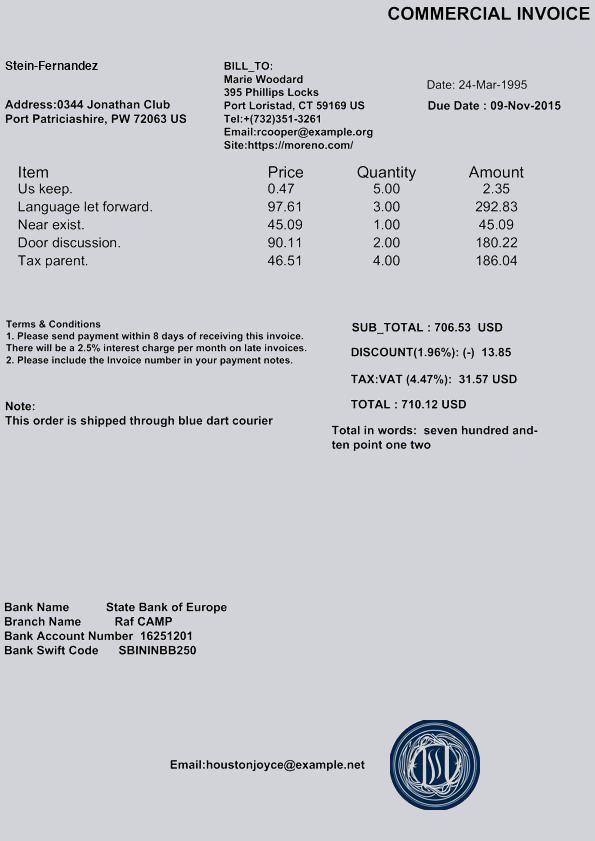 COMMERCIAL INVOICE
Stein-Fernandez
Address:0344 Jonathan Club
Port Patriciashire, PW 72063 US
BILL_TO:
Marie Woodard
395 Phillips Locks
Port Loristad, CT 59169 US
Tel:+(732)351-3261
Email:rcooper@example.org
Site:https://moreno.com/
Date: 24-Mar-1995
Due Date : 09-Nov-2015
Item Price Quantity Amount
Us keep. 0.47 5.00 2.35
Language let forward. 97.61 3.00 292.83
Near exist. 45.09 1.00 45.09
Door discussion. 90.11 2.00 180.22
Tax parent. 46.51 4.00 186.04
Terms & Conditions
1. Please send payment within 8 days of receiving this invoice.
There will be a 2.5% interest charge per month on late invoices.
2. Please include the Invoice number in your payment notes.
SUB_TOTAL : 706.53 USD
DISCOUNT(1.96%): (-) 13.85
TAX:VAT (4.47%): 31.57 USD
TOTAL : 710.12 USD
Note:
This order is shipped through blue dart courier
Total in words: seven hundred and-
ten point one two
Bank Name State Bank of Europe
Branch Name Raf CAMP
Bank Account Number 16251201
Bank Swift Code SBININBB250
Email:houstonjoyce@example.net